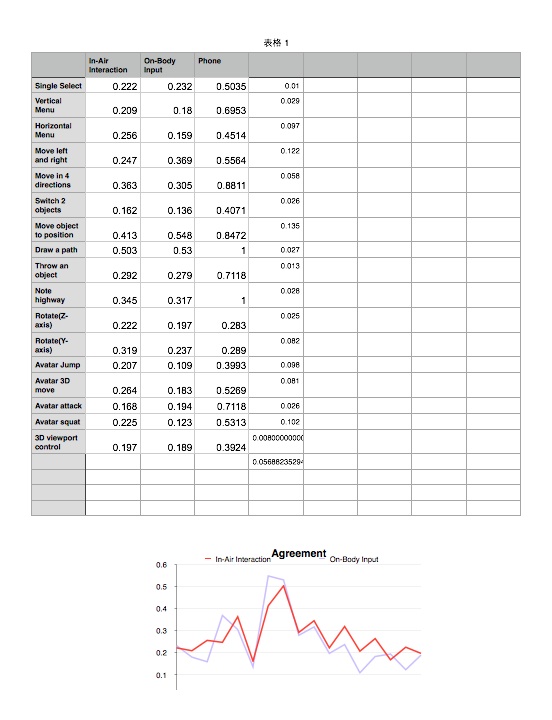 表格 1
In-Air Interaction On-Body Input Phone
Single Select 0.222 0.232 0.5035 0.01
Vertical Menu 0.209 0.18 0.6953 0.029
Horizontal Menu 0.256 0.159 0.4514 0.097
Move left and right 0.247 0.369 0.5564 0.122
Move in 4 directions 0.363 0.305 0.8811 0.058
Switch 2 objects 0.162 0.136 0.4071 0.026
Move object to position 0.413 0.548 0.8472 0.135
Draw a path 0.503 0.53 1 0.027
Throw an object 0.292 0.279 0.7118 0.013
Note highway 0.345 0.317 1 0.028
Rotate(Z-axis) 0.222 0.197 0.283 0.025
Rotate(Y-axis) 0.319 0.237 0.289 0.082
Avatar Jump 0.207 0.109 0.3993 0.098
Avatar 3D move 0.264 0.183 0.5269 0.081
Avatar attack 0.168 0.194 0.7118 0.026
Avatar squat 0.225 0.123 0.5313 0.102
3D viewport control 0.197 0.189 0.3924 0.00800000000
0.0568823529
Agreement
In-Air Interaction On-Body Input
0.6
0.5
0.4
0.3
0.2
0.1